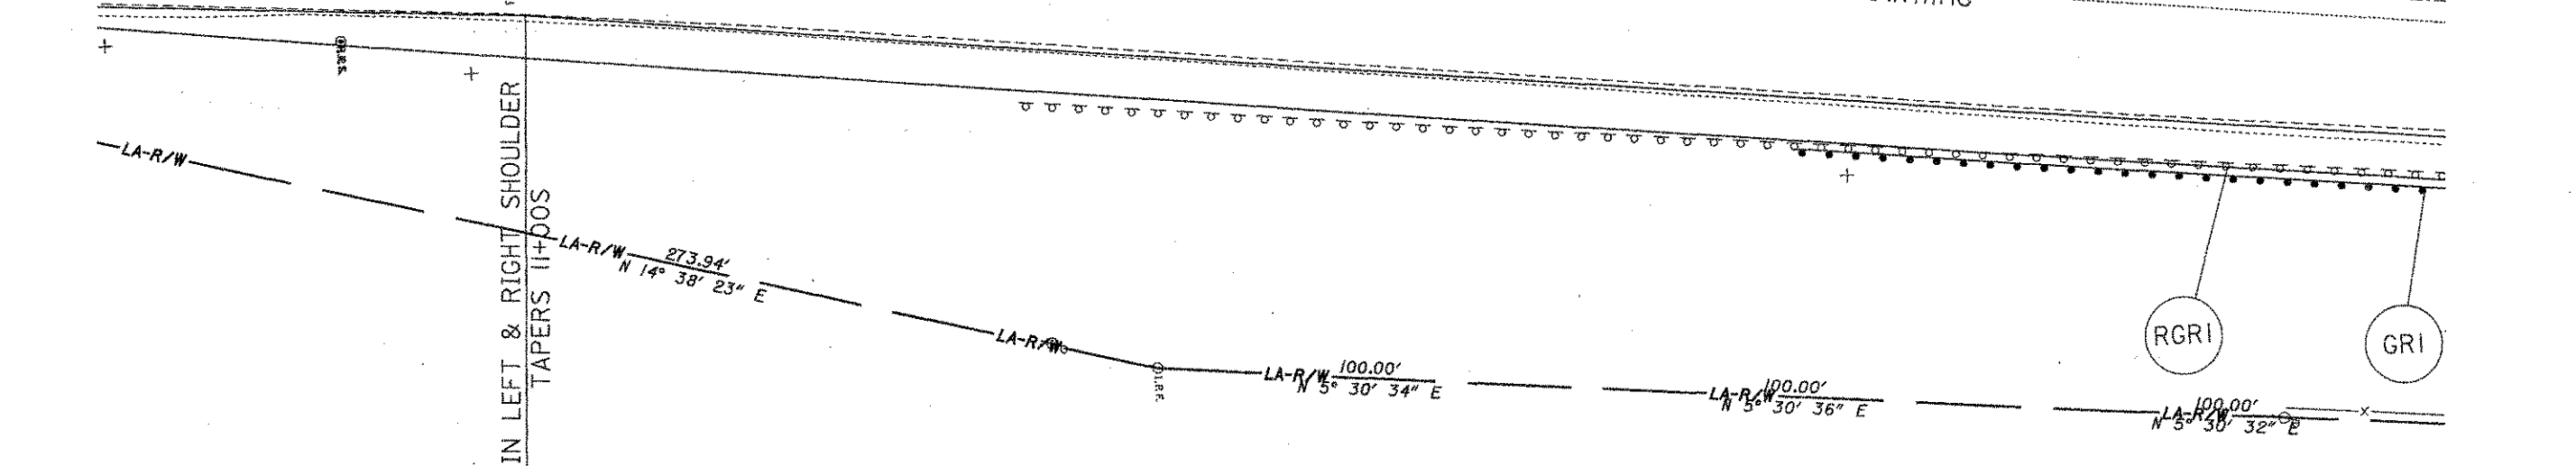 LA-R/W
IN LEFT & RIGHT SHOULDER
TAPERS 11+00S
LA-R/W 273.94'
N 14° 38' 23" E
LA-R/W
I.P.F.
LA-R/W 100.00'
N 5° 30' 34" E
LA-R/W 100.00'
N 5° 30' 36" E
LA-R/W 100.00'
N 5° 30' 32" E
x
RGRI
GRI